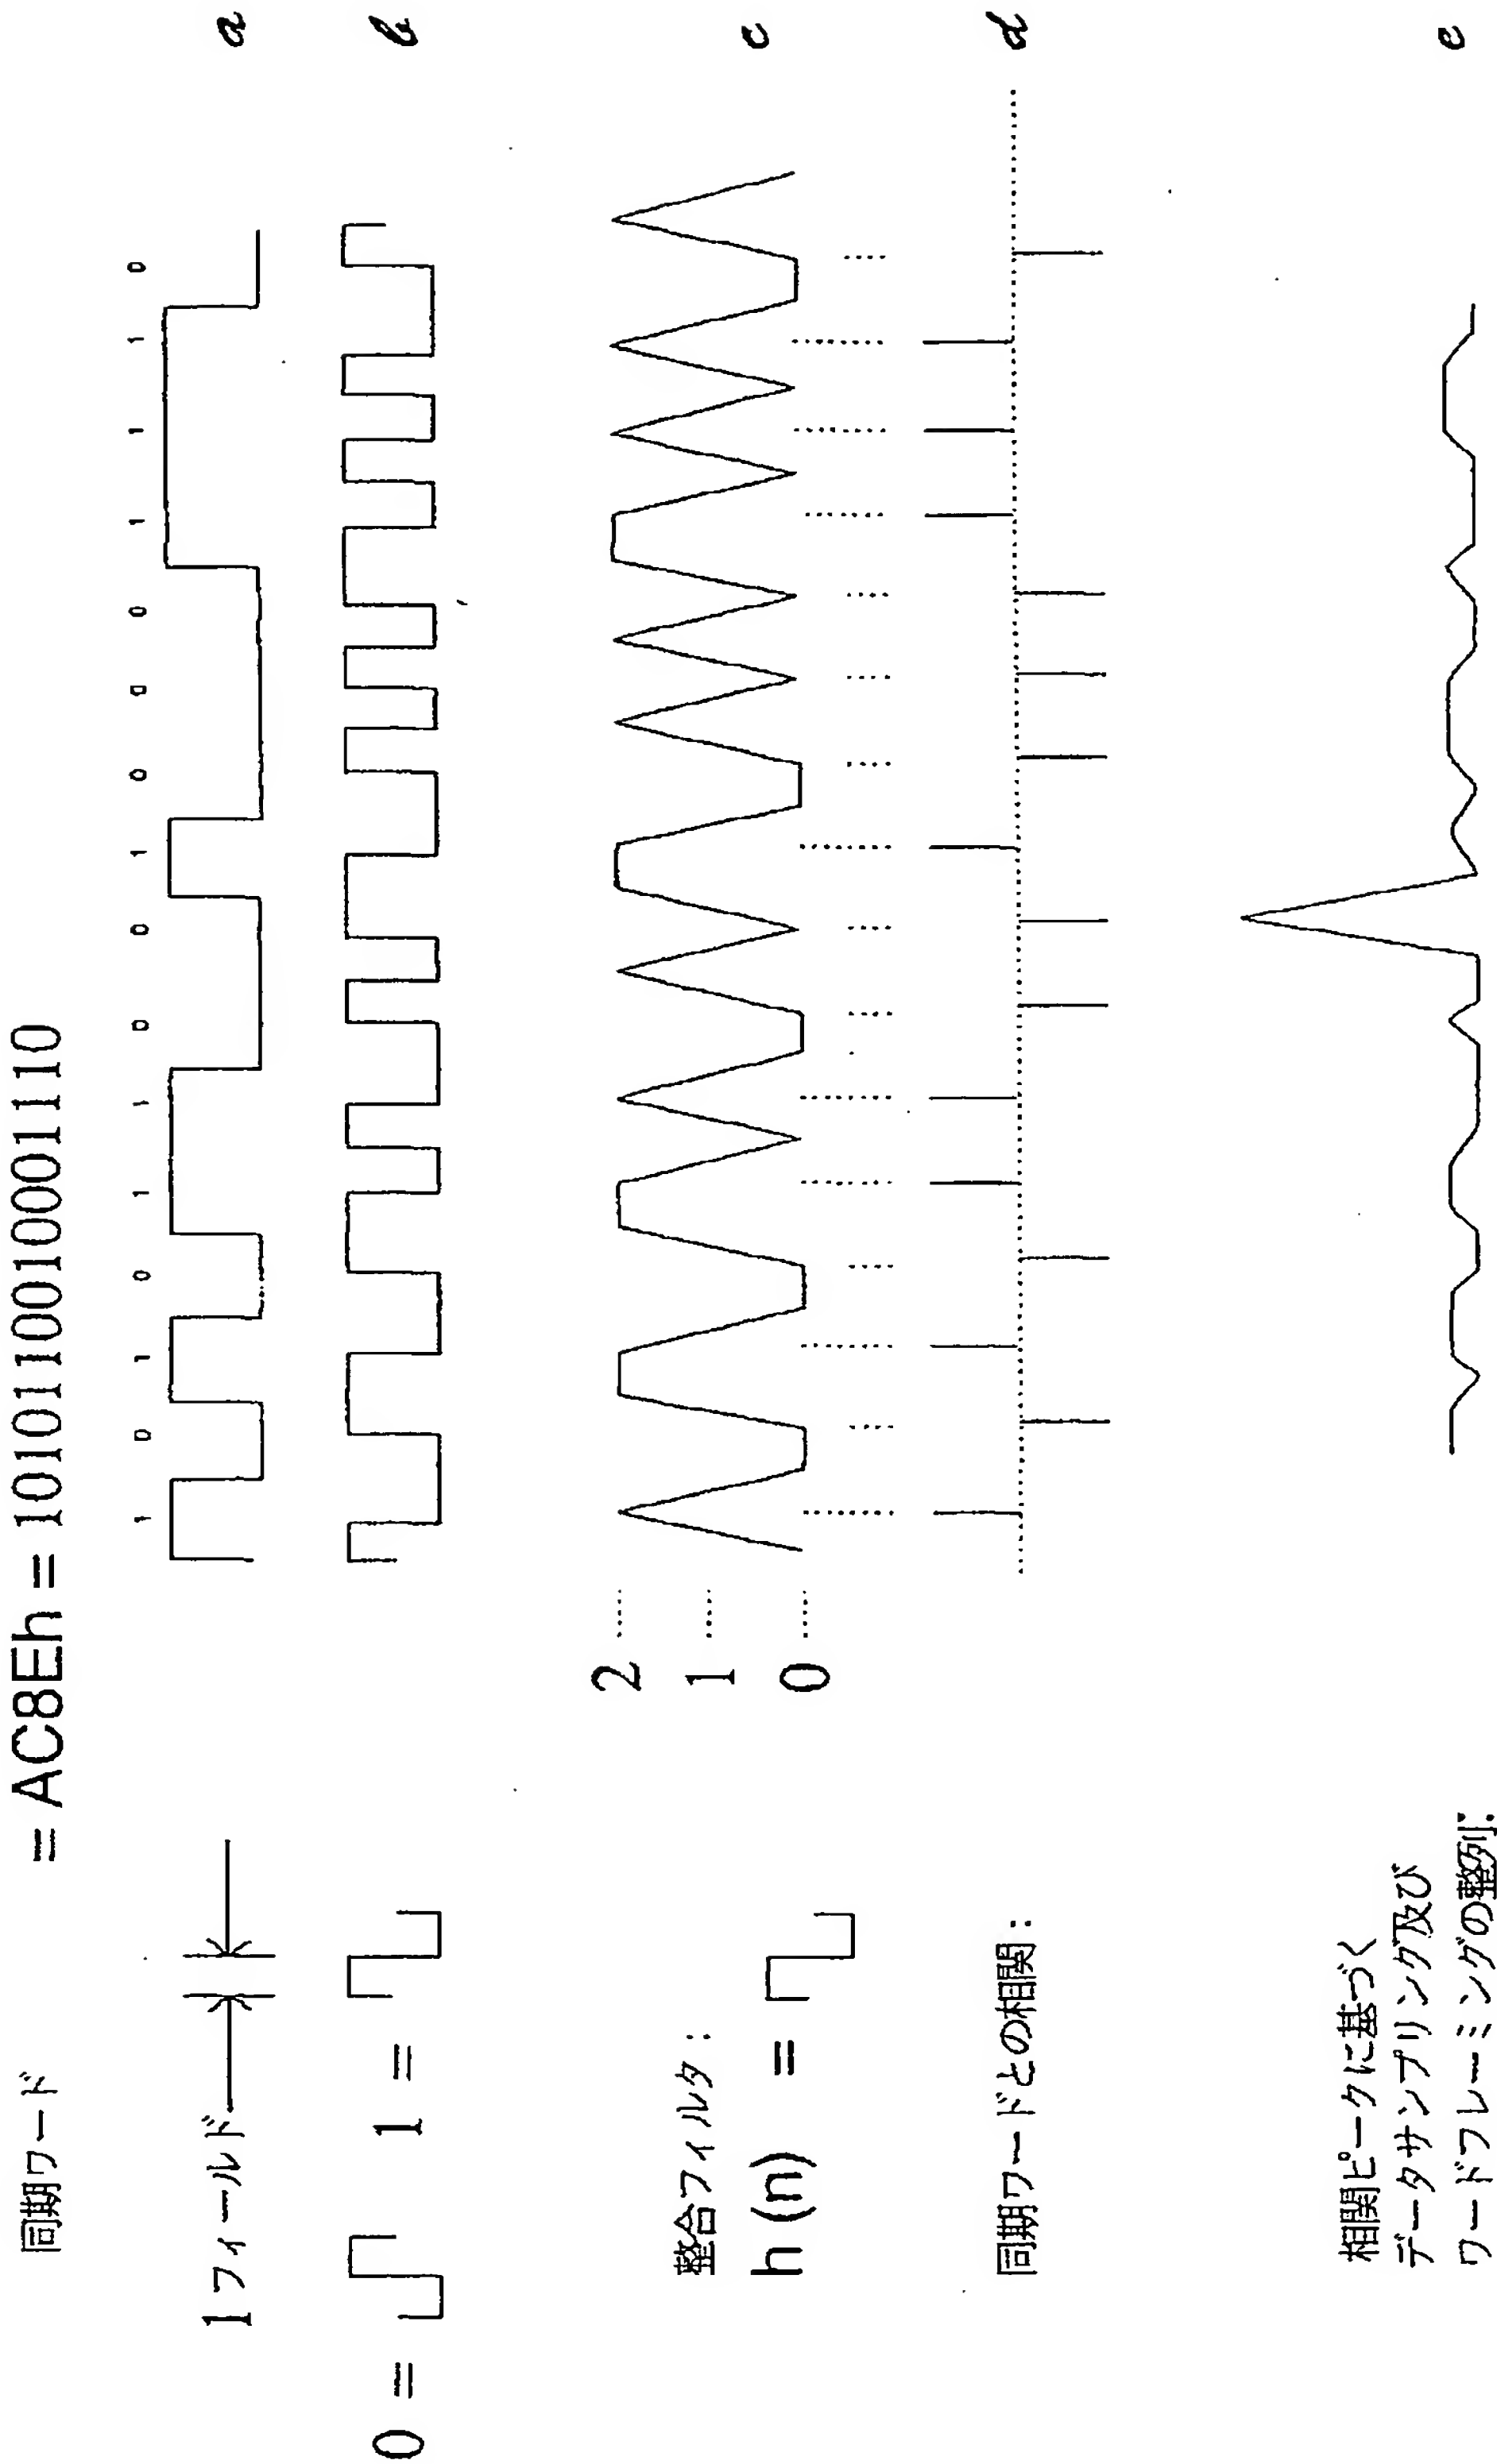 同期ワード = AC8Eh = 1010110010001110
1 0 1 0 1 1 0 0 1 0 0 0 1 1 1 0
a
1フィールド
0 = 1 =
b
2
1
0
整合フィルタ:
h (n) =
c
同期ワードとの相関:
d
相関ピークに基づく
データサンプリング及び
ワードフレーミングの整列:
e